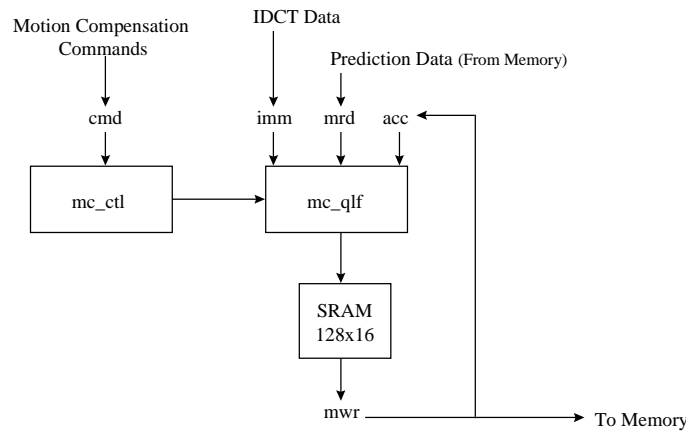 IDCT Data
Motion Compensation
Commands
Prediction Data (From Memory)
cmd
imm
mrd
acc
mc_ctl
mc_qlf
SRAM
128x16
mwr
To Memory